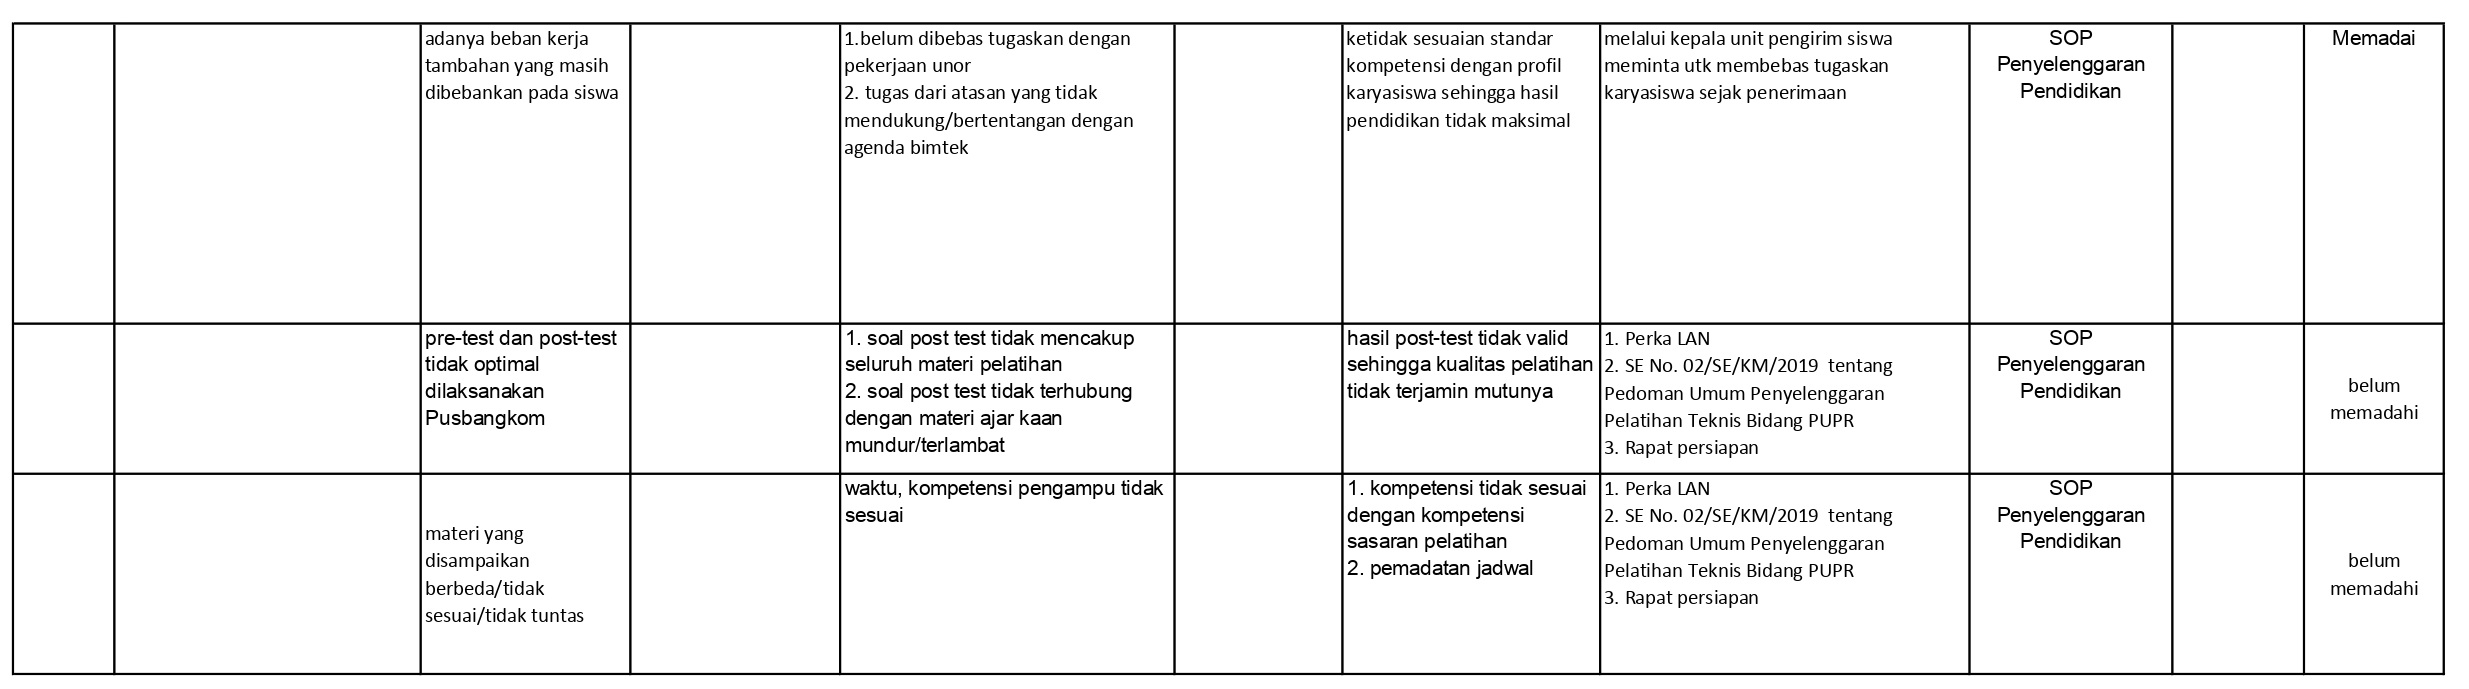 adanya beban kerja
tambahan yang masih
dibebankan pada siswa
1.belum dibebas tugaskan dengan
pekerjaan unor
2. tugas dari atasan yang tidak
mendukung/bertentangan dengan
agenda bimtek
ketidak sesuaian standar
kompetensi dengan profil
karyasiswa sehingga hasil
pendidikan tidak maksimal
melalui kepala unit pengirim siswa
meminta utk membebas tugaskan
karyasiswa sejak penerimaan
SOP
Penyelenggaran
Pendidikan
Memadai
pre-test dan post-test
tidak optimal
dilaksanakan
Pusbangkom
1. soal post test tidak mencakup
seluruh materi pelatihan
2. soal post test tidak terhubung
dengan materi ajar kaan
mundur/terlambat
hasil post-test tidak valid
sehingga kualitas pelatihan
tidak terjamin mutunya
1. Perka LAN
2. SE No. 02/SE/KM/2019  tentang
Pedoman Umum Penyelenggaran
Pelatihan Teknis Bidang PUPR
3. Rapat persiapan
SOP
Penyelenggaran
Pendidikan
belum
memadahi
materi yang
disampaikan
berbeda/tidak
sesuai/tidak tuntas
waktu, kompetensi pengampu tidak
sesuai
1. kompetensi tidak sesuai
dengan kompetensi
sasaran pelatihan
2. pemadatan jadwal
1. Perka LAN
2. SE No. 02/SE/KM/2019  tentang
Pedoman Umum Penyelenggaran
Pelatihan Teknis Bidang PUPR
3. Rapat persiapan
SOP
Penyelenggaran
Pendidikan
belum
memadahi